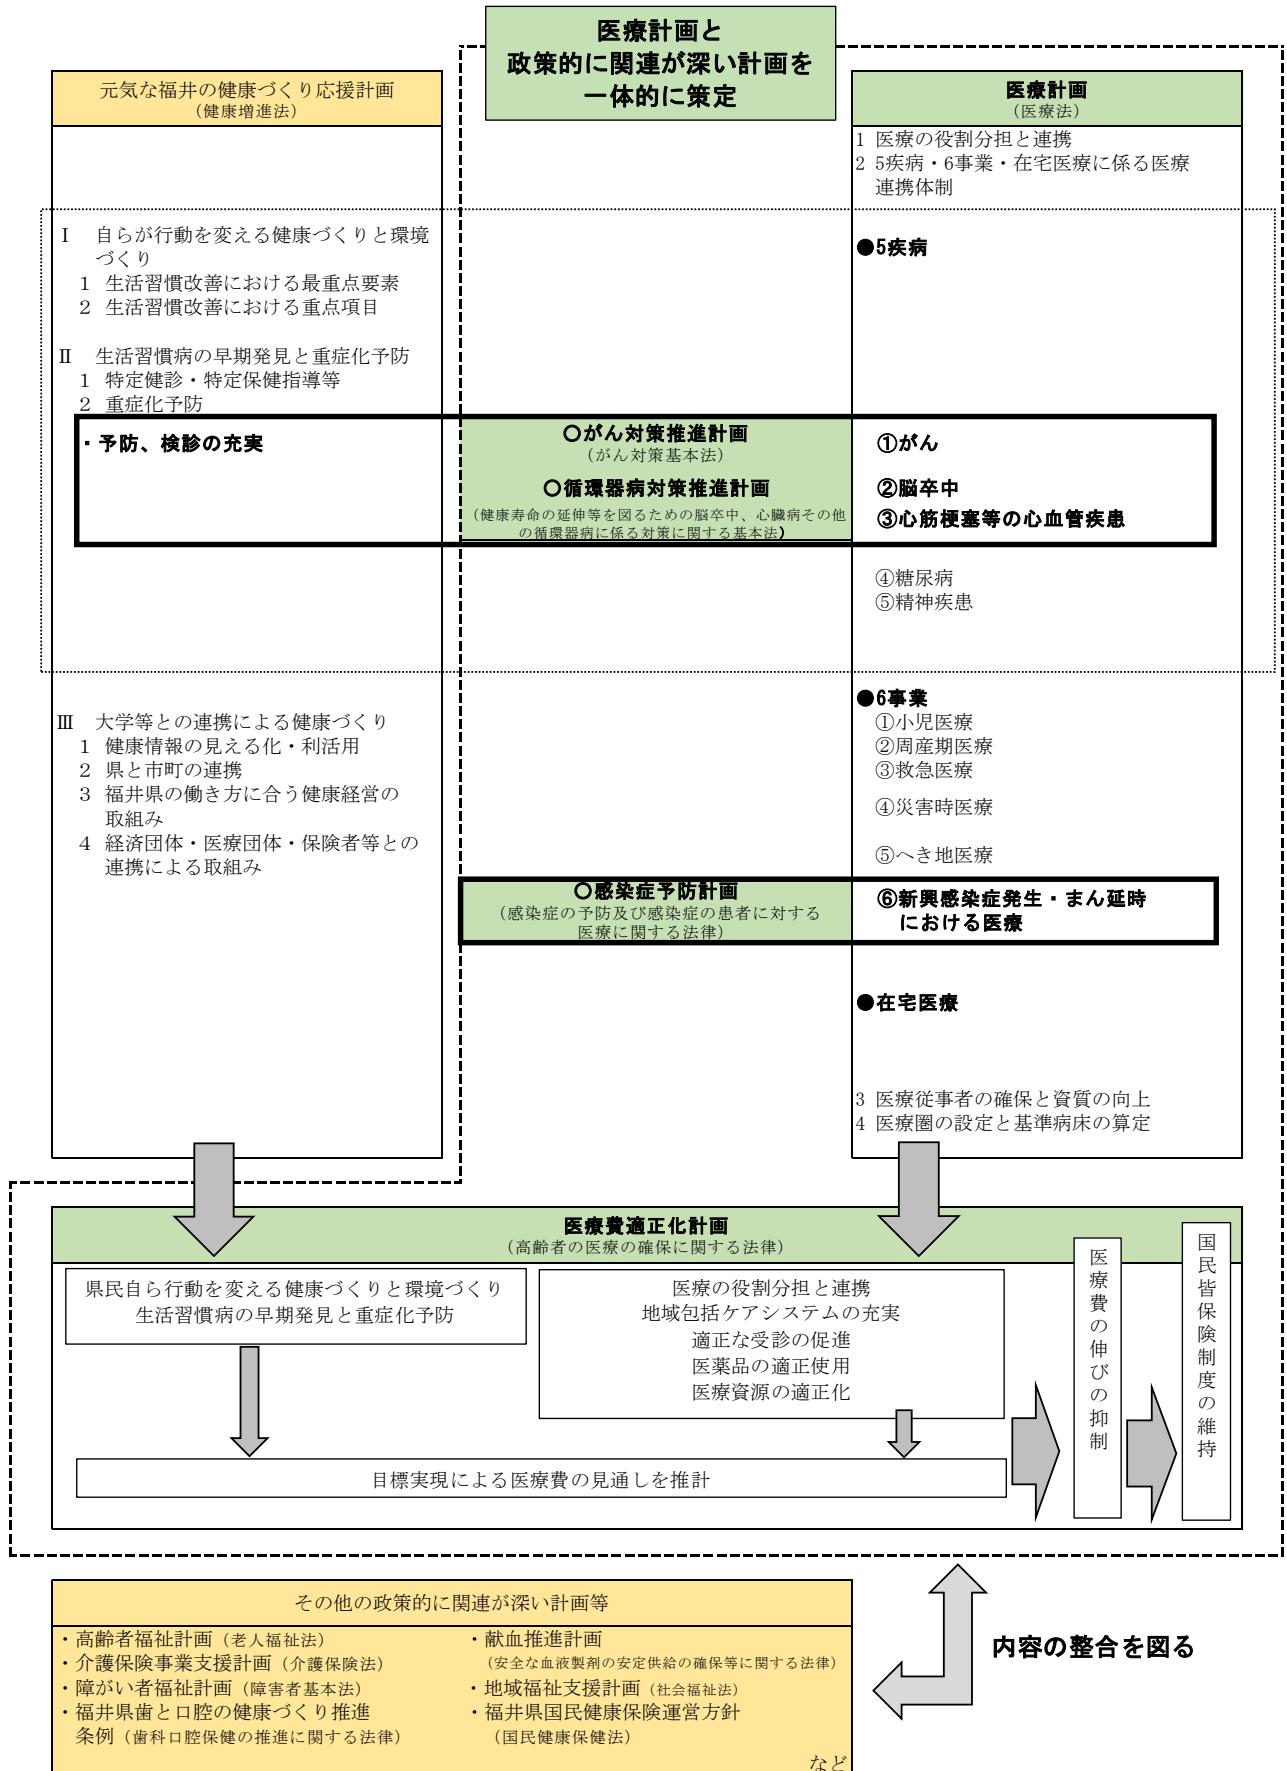 医療計画と
政策的に関連が深い計画を
一体的に策定
元気な福井の健康づくり応援計画
（健康増進法）
Ⅰ 自らが行動を変える健康づくりと環境
づくり
1 生活習慣改善における最重点要素
2 生活習慣改善における重点項目
Ⅱ 生活習慣病の早期発見と重症化予防
1 特定健診・特定保健指導等
2 重症化予防
・予防、検診の充実
Ⅲ 大学等との連携による健康づくり
1 健康情報の見える化・利活用
2 県と市町の連携
3 福井県の働き方に合う健康経営の
取組み
4 経済団体・医療団体・保険者等との
連携による取組み
○がん対策推進計画
（がん対策基本法）
○循環器病対策推進計画
（健康寿命の延伸等を図るための脳卒中、心臓病その他
の循環器病に係る対策に関する基本法）
○感染症予防計画
（感染症の予防及び感染症の患者に対する
医療に関する法律）
医療計画
（医療法）
1 医療の役割分担と連携
2 5疾病・6事業・在宅医療に係る医療
連携体制
●5疾病
①がん
②脳卒中
③心筋梗塞等の心血管疾患
④糖尿病
⑤精神疾患
●6事業
①小児医療
②周産期医療
③救急医療
④災害時医療
⑤へき地医療
⑥新興感染症発生・まん延時
における医療
●在宅医療
3 医療従事者の確保と資質の向上
4 医療圏の設定と基準病床の算定
医療費適正化計画
（高齢者の医療の確保に関する法律）
県民自ら行動を変える健康づくりと環境づくり
生活習慣病の早期発見と重症化予防
医療の役割分担と連携
地域包括ケアシステムの充実
適正な受診の促進
医薬品の適正使用
医療資源の適正化
目標実現による医療費の見通しを推計
医療費の伸びの抑制
国民皆保険制度の維持
その他の政策的に関連が深い計画等
・高齢者福祉計画（老人福祉法）
・介護保険事業支援計画（介護保険法）
・障がい者福祉計画（障害者基本法）
・福井県歯と口腔の健康づくり推進
条例（歯科口腔保健の推進に関する法律）
・献血推進計画
（安全な血液製剤の安定供給の確保等に関する法律）
・地域福祉支援計画（社会福祉法）
・福井県国民健康保険運営方針
（国民健康保健法）
など
内容の整合を図る